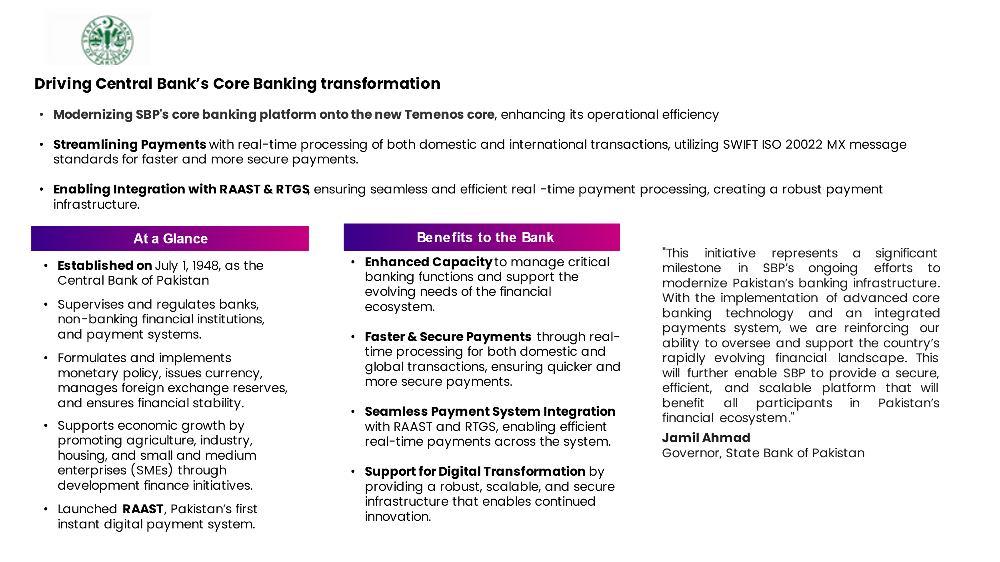 STATE BANK
OF PAKISTAN
Driving Central Bank’s Core Banking transformation
• Modernizing SBP's core banking platform onto the new Temenos core, enhancing its operational efficiency
• Streamlining Payments with real-time processing of both domestic and international transactions, utilizing SWIFT ISO 20022 MX message
standards for faster and more secure payments.
• Enabling Integration with RAAST & RTGS, ensuring seamless and efficient real -time payment processing, creating a robust payment
infrastructure.
At a Glance
• Established on July 1, 1948, as the
Central Bank of Pakistan
• Supervises and regulates banks,
non-banking financial institutions,
and payment systems.
• Formulates and implements
monetary policy, issues currency,
manages foreign exchange reserves,
and ensures financial stability.
• Supports economic growth by
promoting agriculture, industry,
housing, and small and medium
enterprises (SMEs) through
development finance initiatives.
• Launched RAAST, Pakistan’s first
instant digital payment system.
Benefits to the Bank
• Enhanced Capacity to manage critical
banking functions and support the
evolving needs of the financial
ecosystem.
• Faster & Secure Payments through real-
time processing for both domestic and
global transactions, ensuring quicker and
more secure payments.
• Seamless Payment System Integration
with RAAST and RTGS, enabling efficient
real-time payments across the system.
• Support for Digital Transformation by
providing a robust, scalable, and secure
infrastructure that enables continued
innovation.
"This initiative represents a significant
milestone in SBP’s ongoing efforts to
modernize Pakistan’s banking infrastructure.
With the implementation of advanced core
banking technology and an integrated
payments system, we are reinforcing our
ability to oversee and support the country’s
rapidly evolving financial landscape. This
will further enable SBP to provide a secure,
efficient, and scalable platform that will
benefit all participants in Pakistan’s
financial ecosystem."
Jamil Ahmad
Governor, State Bank of Pakistan